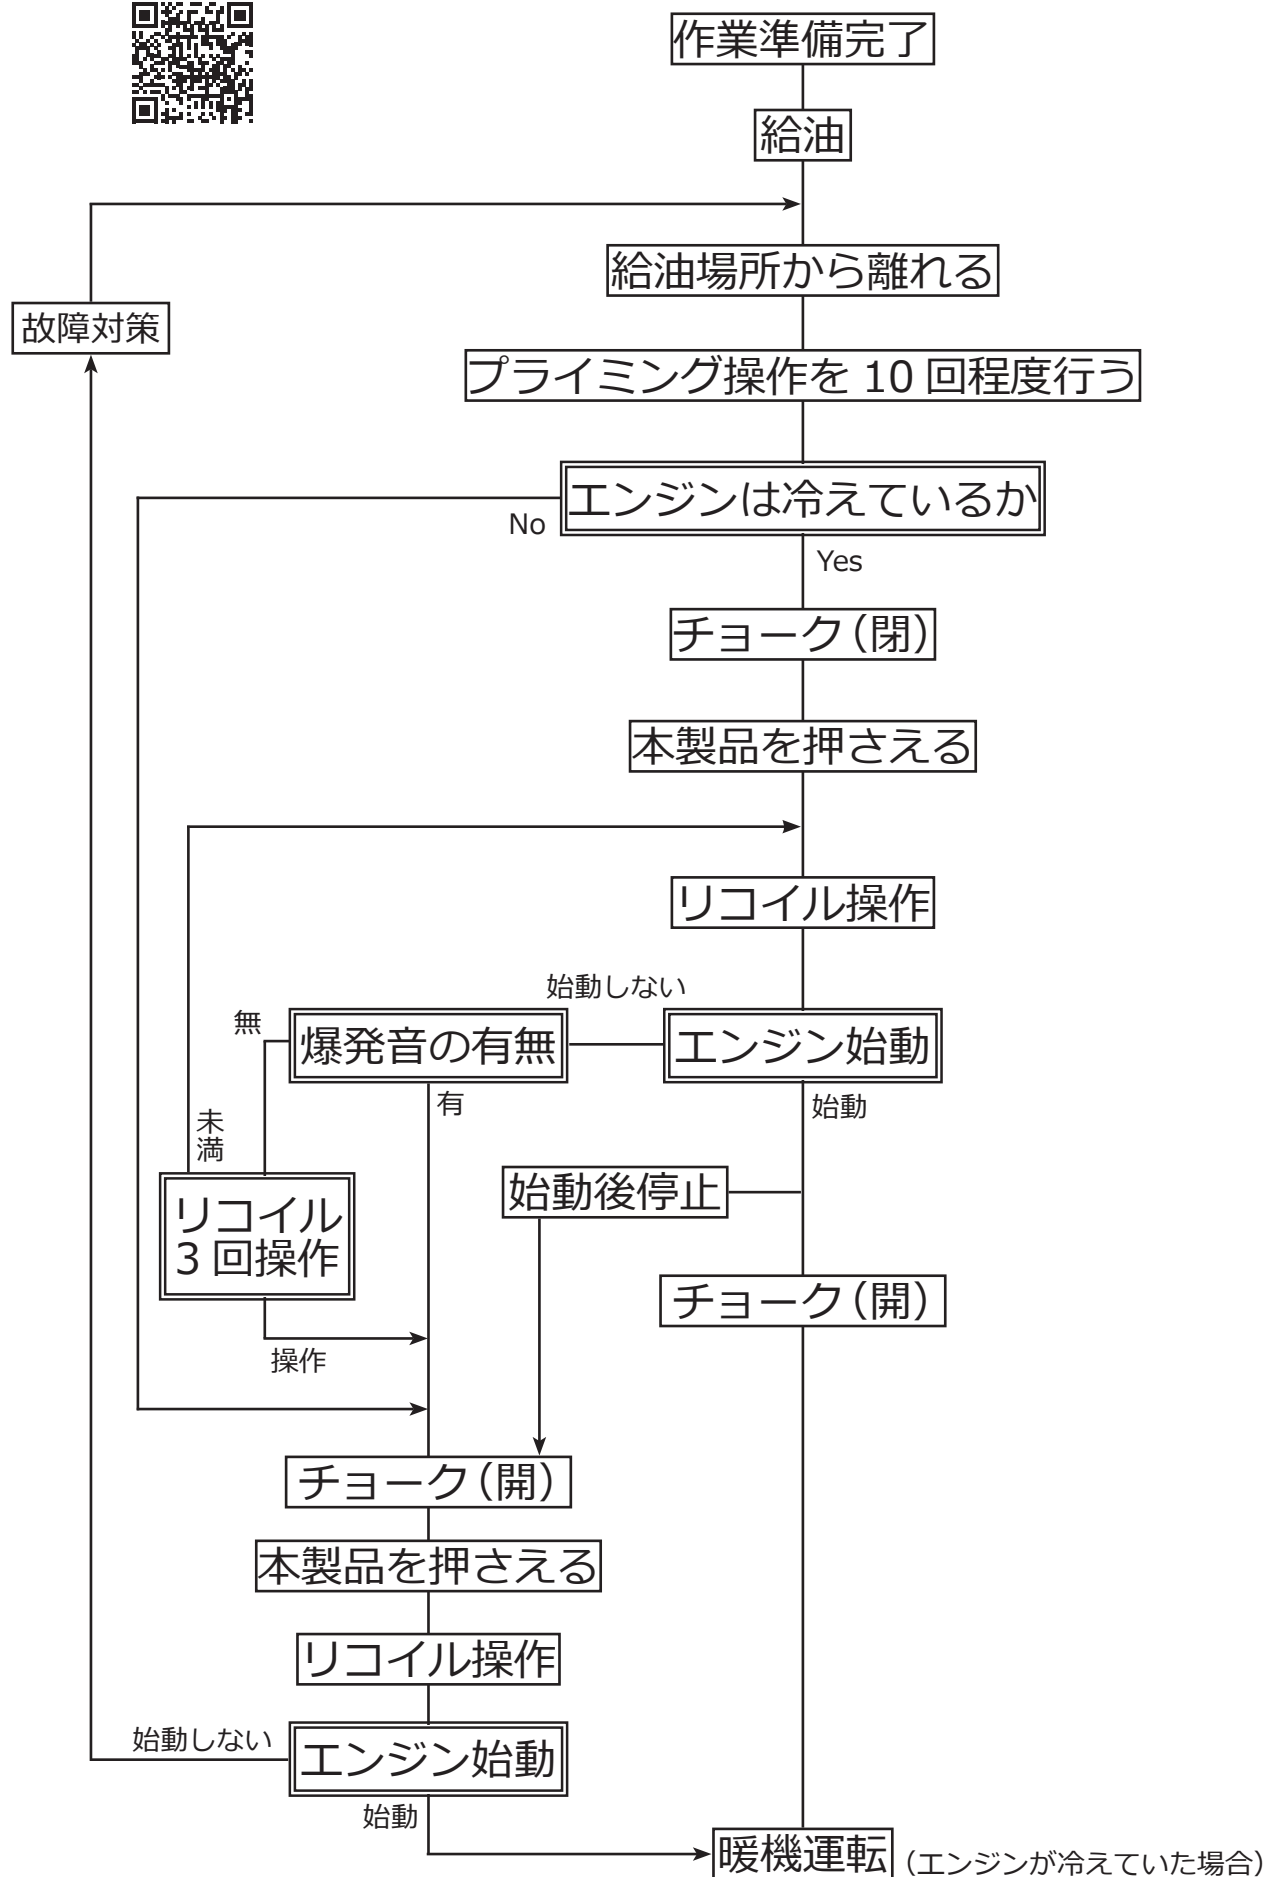 作業準備完了
給油
給油場所から離れる
故障対策
プライミング操作を 10 回程度行う
エンジンは冷えているか
No
Yes
チョーク（閉）
本製品を押さえる
リコイル操作
始動しない
無
爆発音の有無
エンジン始動
有
始動
未満
始動後停止
リコイル
3 回操作
チョーク（開）
操作
チョーク（開）
本製品を押さえる
リコイル操作
始動しない
エンジン始動
始動
暖機運転（エンジンが冷えていた場合）